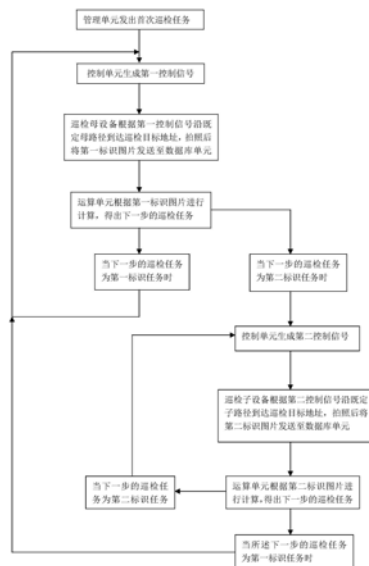 管理单元发出首次巡检任务
控制单元生成第一控制信号
巡检母设备根据第一控制信号沿既
定母路径到达巡检目标地址，拍照后
将第一标识图片发送至数据库单元
运算单元根据第一标识图片进行
计算，得出下一步的巡检任务
当下一步的巡检任务
为第一标识任务时
当下一步的巡检任务
为第二标识任务时
控制单元生成第二控制信号
巡检子设备根据第二控制信号沿既定
子路径到达巡检目标地址，拍照后将
第二标识图片发送至数据库单元
当下一步的巡检任
务为第二标识任务
运算单元根据第二标识图片进
行计算，得出下一步的巡检任务
当所述下一步的巡检任务
为第一标识任务时